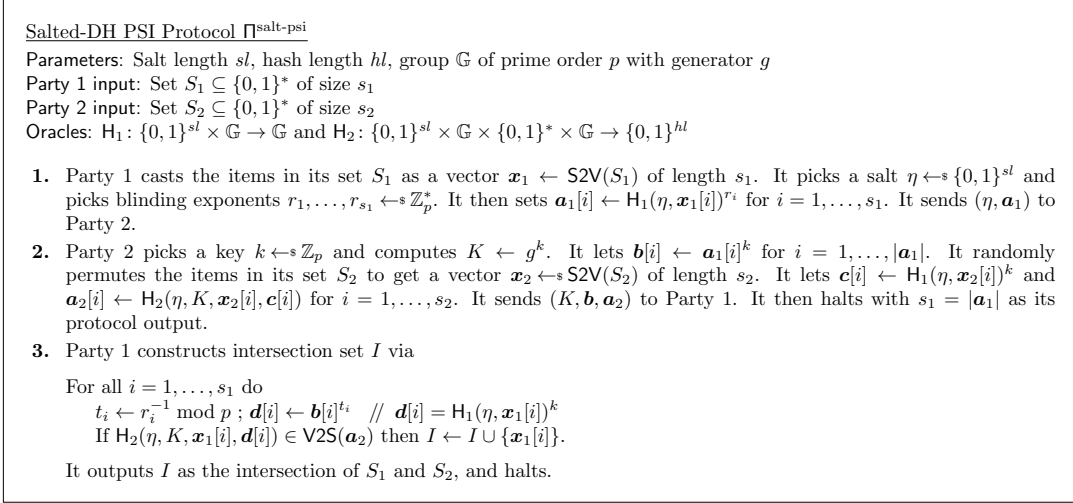 Salted-DH PSI Protocol Π^salt-psi
Parameters: Salt length sl, hash length hl, group 𝔾 of prime order p with generator g
Party 1 input: Set S₁ ⊆ {0, 1}* of size s₁
Party 2 input: Set S₂ ⊆ {0, 1}* of size s₂
Oracles: H₁ : {0, 1}^sl × 𝔾 → 𝔾 and H₂ : {0, 1}^sl × 𝔾 × {0, 1}* × 𝔾 → {0, 1}^hl
1. Party 1 casts the items in its set S₁ as a vector x₁ ← S2V(S₁) of length s₁. It picks a salt η ←$ {0, 1}^sl and
picks blinding exponents r₁, . . . , r_{s₁} ←$ ℤ*_p. It then sets a₁[i] ← H₁(η, x₁[i])^{r_i} for i = 1, . . . , s₁. It sends (η, a₁) to
Party 2.
2. Party 2 picks a key k ←$ ℤ_p and computes K ← g^k. It lets b[i] ← a₁[i]^k for i = 1, . . . , |a₁|. It randomly
permutes the items in its set S₂ to get a vector x₂ ←$ S2V(S₂) of length s₂. It lets c[i] ← H₁(η, x₂[i])^k and
a₂[i] ← H₂(η, K, x₂[i], c[i]) for i = 1, . . . , s₂. It sends (K, b, a₂) to Party 1. It then halts with s₁ = |a₁| as its
protocol output.
3. Party 1 constructs intersection set I via
For all i = 1, . . . , s₁ do
t_i ← r_i^{-1} mod p ; d[i] ← b[i]^{t_i} // d[i] = H₁(η, x₁[i])^k
If H₂(η, K, x₁[i], d[i]) ∈ V2S(a₂) then I ← I ∪ {x₁[i]}.
It outputs I as the intersection of S₁ and S₂, and halts.